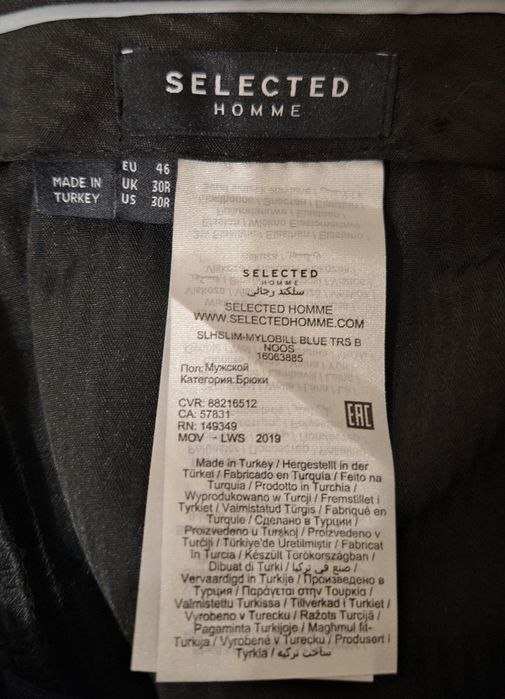 SELECTED
HOMME
MADE IN
TURKEY
EU 46
UK 30R
US 30R
SELECTED
HOMME
سلكتد رجالي
SELECTED HOMME
WWW.SELECTEDHOMME.COM
SLHSLIM-MYLOBILL BLUE TRS B
NOOS
16063885
Пол: Мужской
Категория: Брюки
CVR: 68216512
CA: 57831
RN: 149349
MOV - LWS 2019
EAC
Made in Turkey / Hergestellt in der
Türkei / Fabricado en Turquía / Feito na
Turquia / Prodotto in Turchia /
Wyprodukowano w Turcji / Fremstillet i
Tyrkiet / Valmistatud Türgis / Fabriqué en
Turquie / Сделано в Турции /
Proizvedeno u Turskoj / Proizvedeno v
Turčiji / Türkiye'de Üretilmiştir / Fabricat
in Turcia / Készült Törökországban /
Dibuat di Turki / صنع في تركيا /
Vervaardigd in Turkije / Произведено в
Турция / Παράγεται στην Τουρκία /
Valmistettu Turkissa / Tillverkad i Turkiet /
Vyrobeno v Turecku / Ražots Turcijā /
Pagaminta Turkijoje / Maghmul fit-
Turkija / Vyrobené v Turecku / Produsert i
Tyrkia / ساخت ترکیه